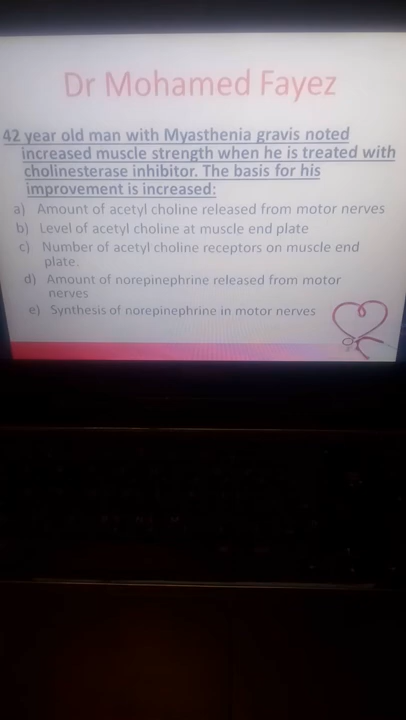 Dr Mohamed Fayez
42 year old man with Myasthenia gravis noted
increased muscle strength when he is treated with
cholinesterase inhibitor. The basis for his
improvement is increased:
a) Amount of acetyl choline released from motor nerves
b) Level of acetyl choline at muscle end plate
c) Number of acetyl choline receptors on muscle end
plate.
d) Amount of norepinephrine released from motor
nerves
e) Synthesis of norepinephrine in motor nerves